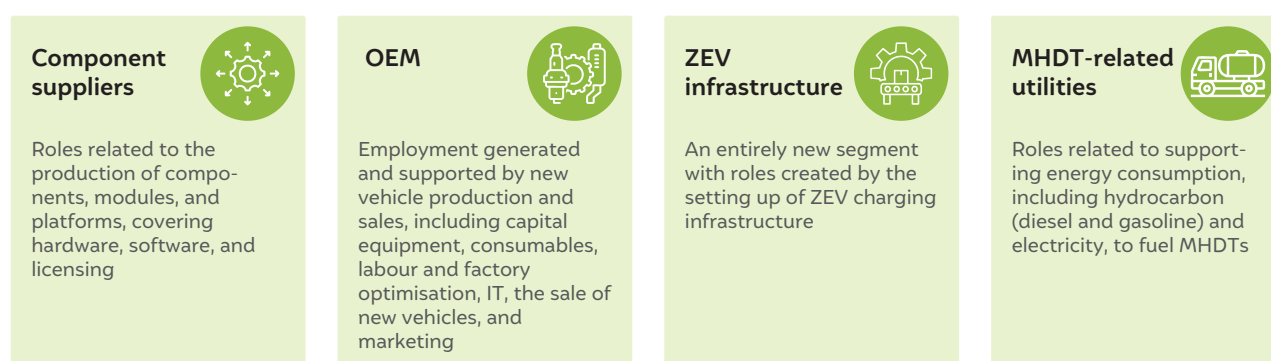 Component
suppliers
Roles related to the
production of compo-
nents, modules, and
platforms, covering
hardware, software, and
licensing
OEM
Employment generated
and supported by new
vehicle production and
sales, including capital
equipment, consumables,
labour and factory
optimisation, IT, the sale of
new vehicles, and
marketing
ZEV
infrastructure
An entirely new segment
with roles created by the
setting up of ZEV charging
infrastructure
MHDT-related
utilities
Roles related to support-
ing energy consumption,
including hydrocarbon
(diesel and gasoline) and
electricity, to fuel MHDTs